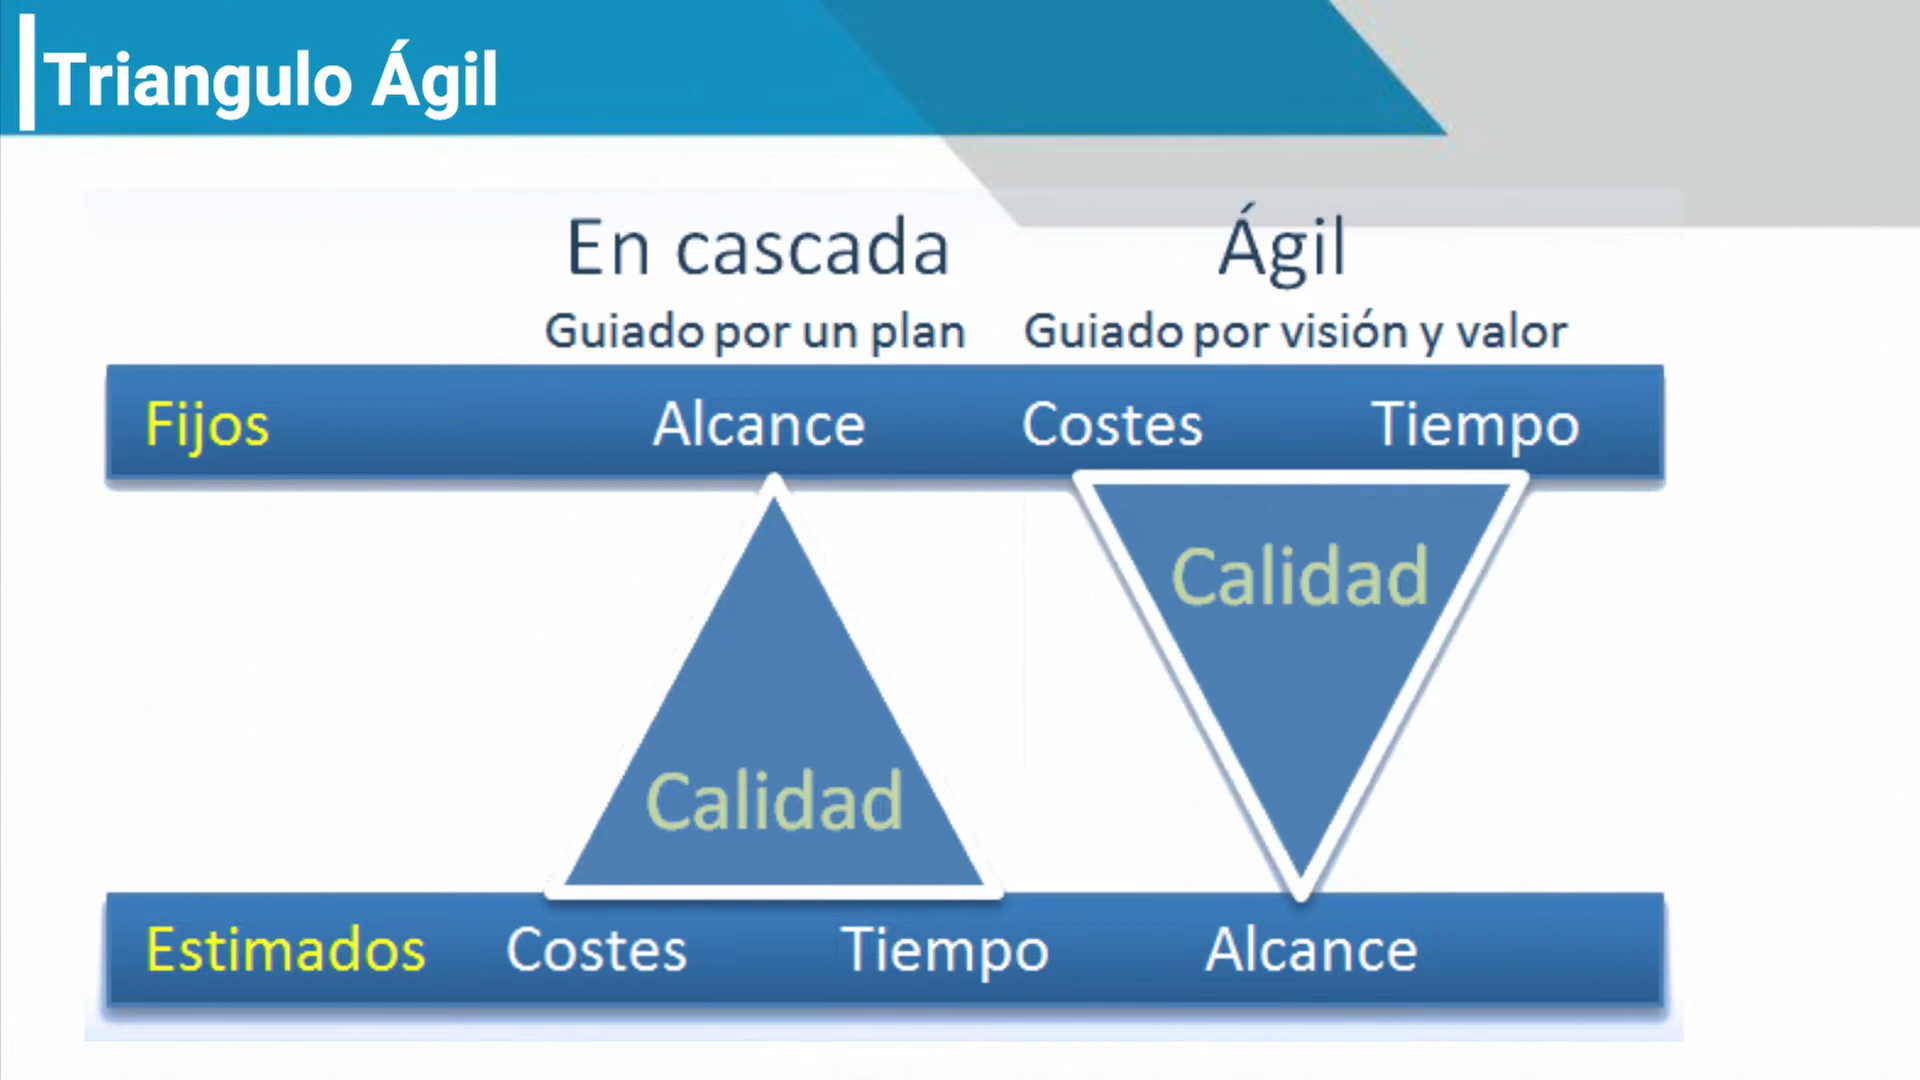 Triangulo Ágil
En cascada Ágil
Guiado por un plan Guiado por visión y valor
Fijos Alcance Costes Tiempo
Calidad
Calidad
Estimados Costes Tiempo Alcance